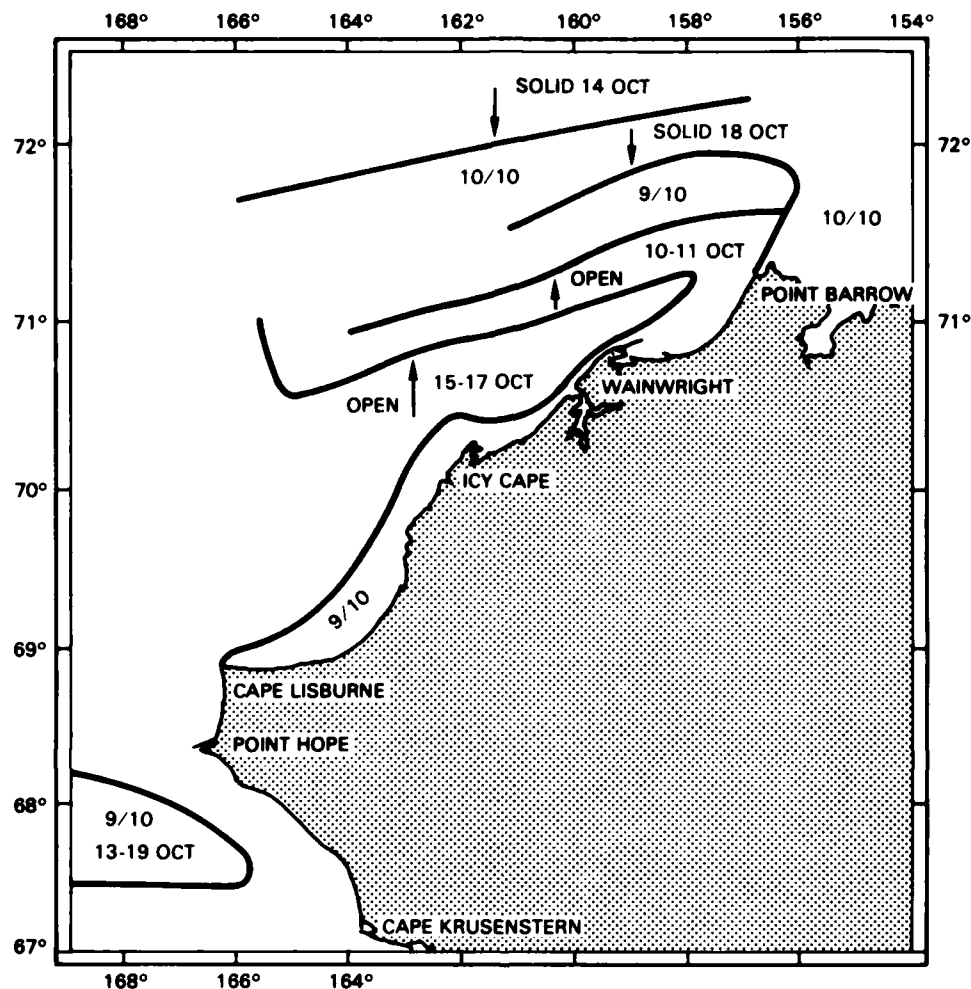 168° 166° 164° 162° 160° 158° 156° 154°
SOLID 14 OCT
SOLID 18 OCT
72° 72°
10/10
9/10
10/10
10-11 OCT
OPEN
POINT BARROW
71° 71°
15-17 OCT
OPEN
WAINWRIGHT
ICY CAPE
70° 70°
9/10
69° 69°
CAPE LISBURNE
POINT HOPE
68° 68°
9/10
13-19 OCT
CAPE KRUSENSTERN
67° 67°
168° 166° 164° 162° 160° 158° 156° 154°